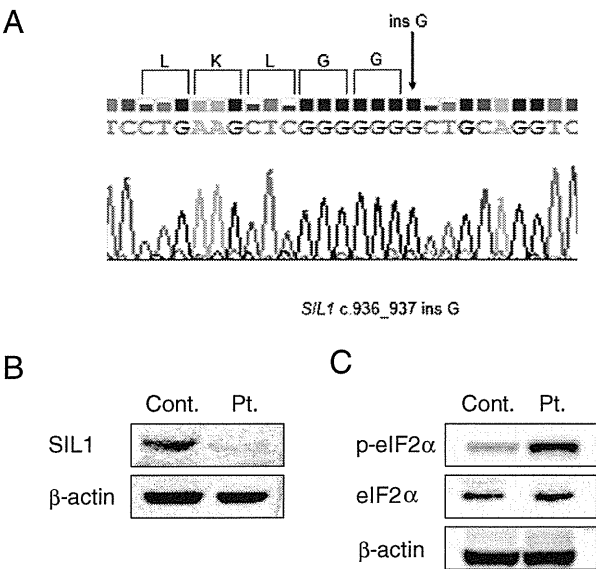 A
ins G
L K L G G
TCCTGAAGCTCGGGGGGGCTGCAGGTC
SIL1 c.936_937 ins G
B
Cont. Pt.
SIL1
β-actin
C
Cont. Pt.
p-eIF2α
eIF2α
β-actin